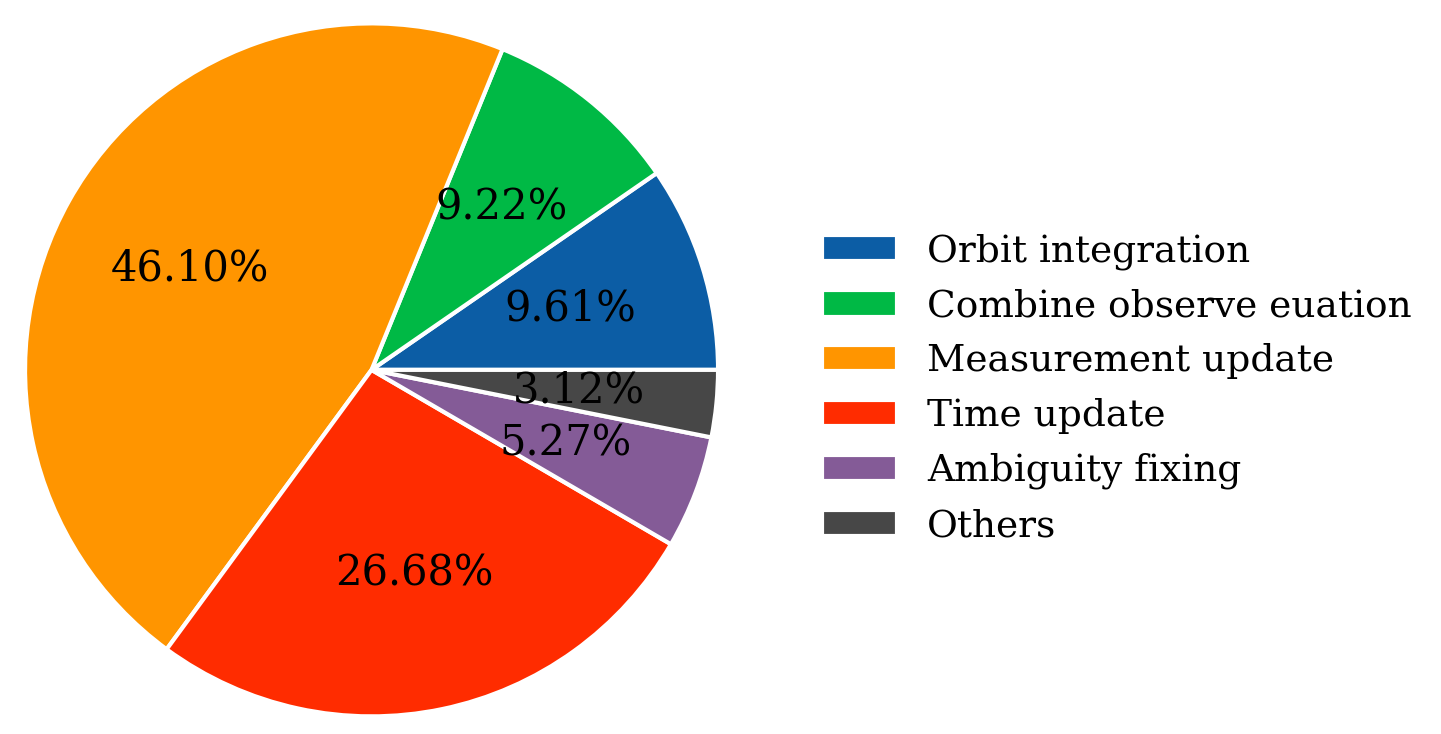 9.22%
46.10%
9.61%
3.12%
5.27%
26.68%
Orbit integration
Combine observe euation
Measurement update
Time update
Ambiguity fixing
Others